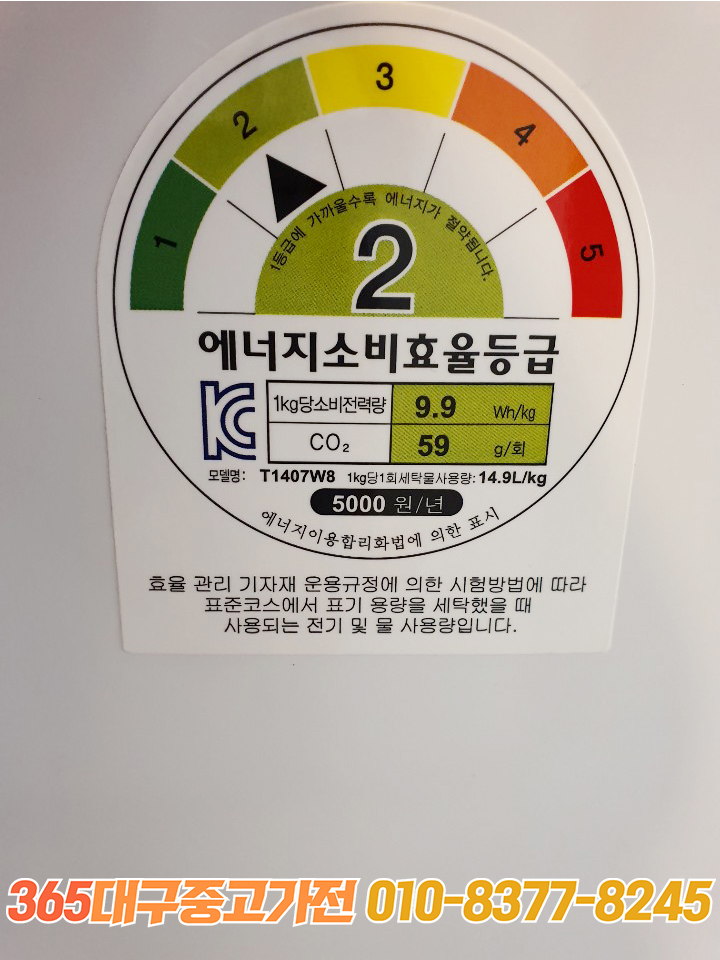 1
2
3
4
5
1등급에 가까울수록 에너지가 절약됩니다.
2
에너지소비효율등급
1kg당소비전력량 9.9 Wh/kg
CO₂ 59 g/회
모델명: T1407W8 1kg당1회세탁물사용량: 14.9L/kg
5000 원/년
에너지이용합리화법에 의한 표시
효율 관리 기자재 운용규정에 의한 시험방법에 따라
표준코스에서 표기 용량을 세탁했을 때
사용되는 전기 및 물 사용량입니다.
365대구중고가전 010-8377-8245